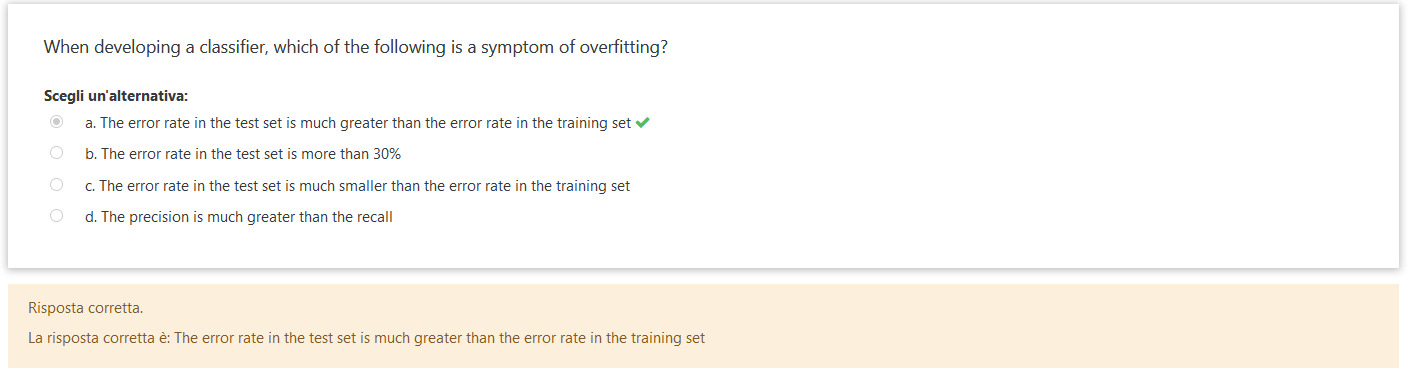 When developing a classifier, which of the following is a symptom of overfitting?
Scegli un'alternativa:
a. The error rate in the test set is much greater than the error rate in the training set
b. The error rate in the test set is more than 30%
c. The error rate in the test set is much smaller than the error rate in the training set
d. The precision is much greater than the recall
Risposta corretta.
La risposta corretta è: The error rate in the test set is much greater than the error rate in the training set